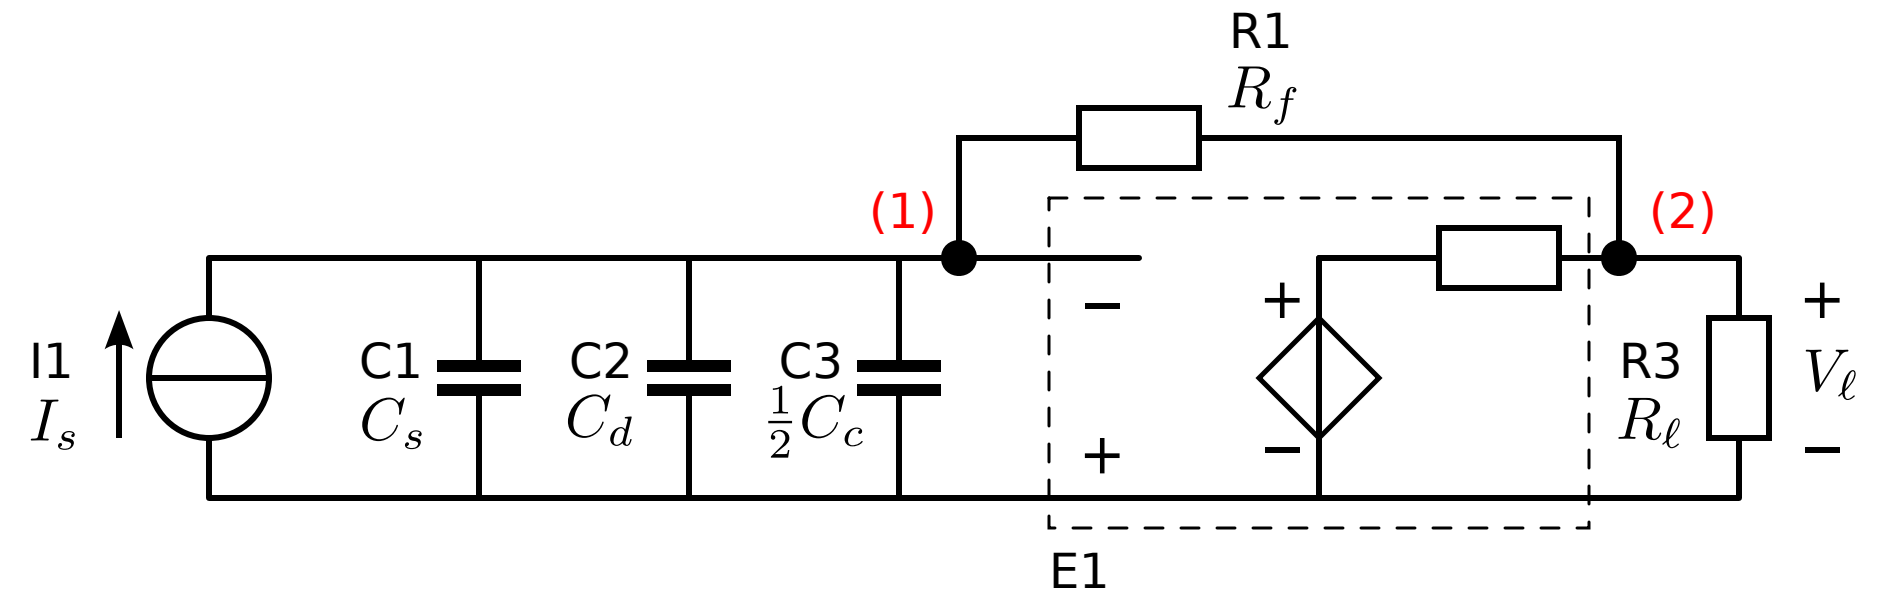 R1
R_f
(1)
(2)
−
+
+
I1
I_s
C1
C_s
C2
C_d
C3
½C_c
R3
R_ℓ
V_ℓ
+
−
−
E1